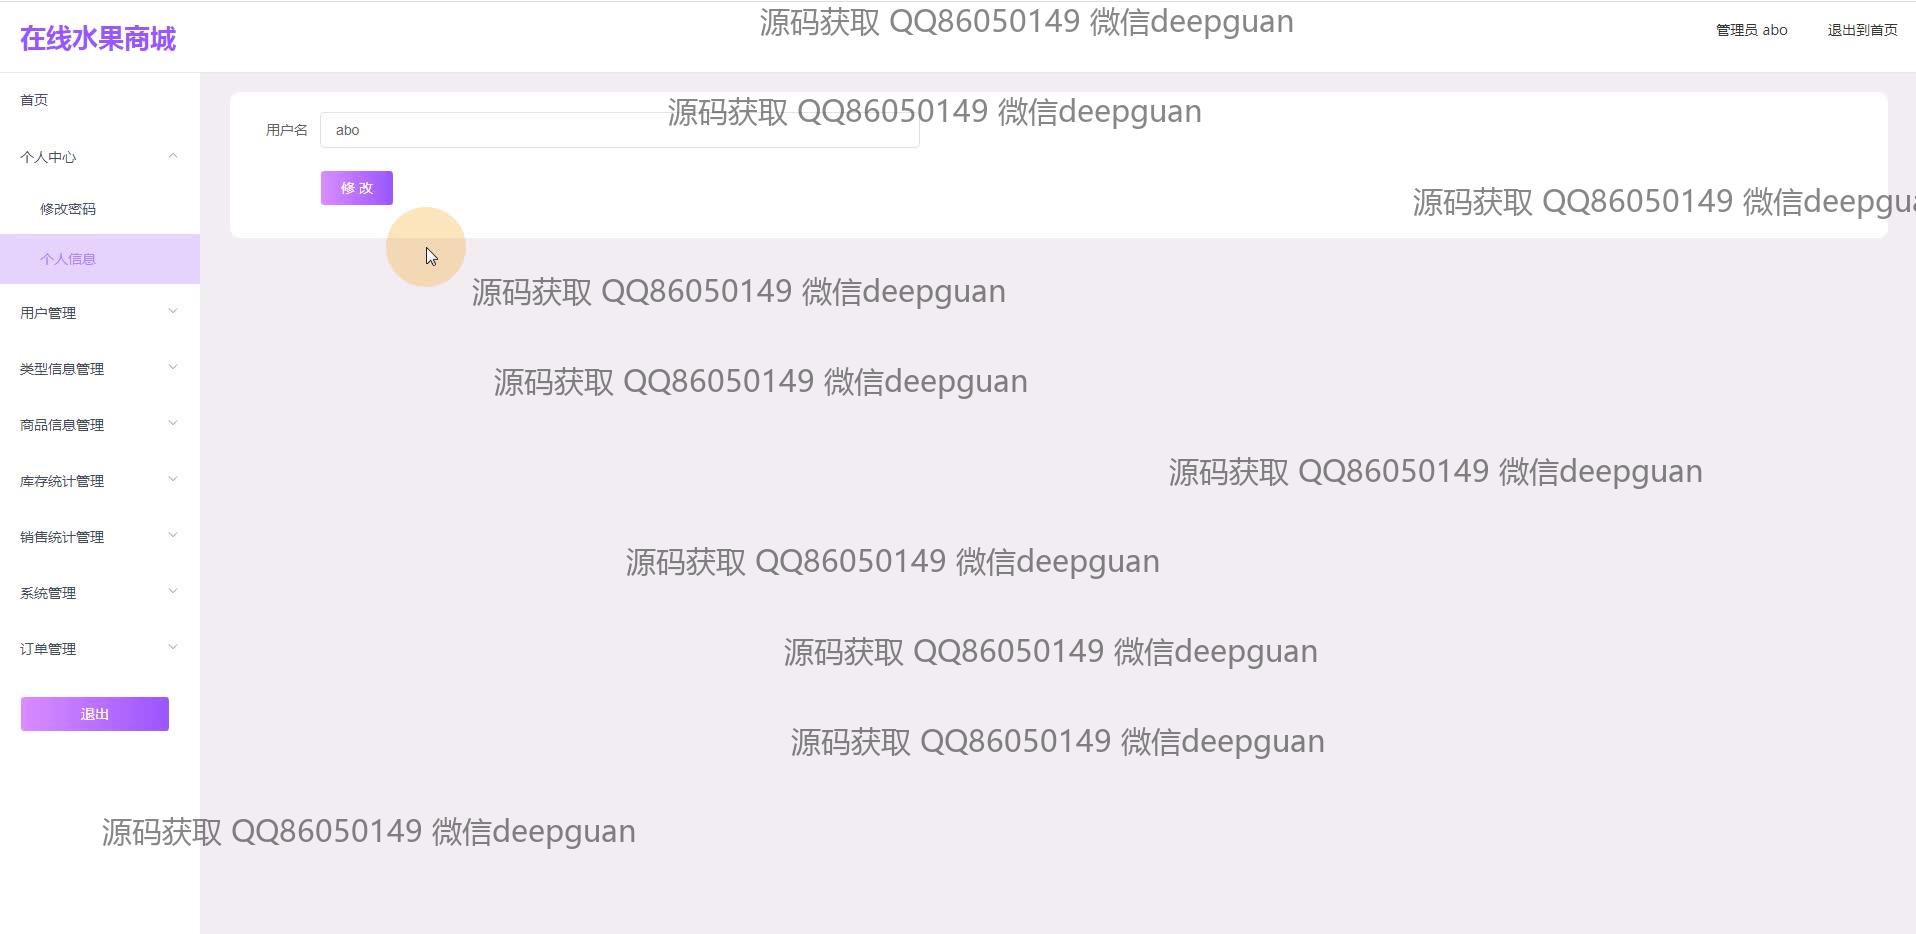 在线水果商城
源码获取 QQ86050149 微信deepguan
管理员 abo
退出到首页
首页
源码获取 QQ86050149 微信deepguan
用户名
abo
个人中心
修 改
源码获取 QQ86050149 微信deepgua
修改密码
个人信息
源码获取 QQ86050149 微信deepguan
用户管理
类型信息管理
源码获取 QQ86050149 微信deepguan
商品信息管理
源码获取 QQ86050149 微信deepguan
库存统计管理
销售统计管理
源码获取 QQ86050149 微信deepguan
系统管理
订单管理
源码获取 QQ86050149 微信deepguan
退出
源码获取 QQ86050149 微信deepguan
源码获取 QQ86050149 微信deepguan